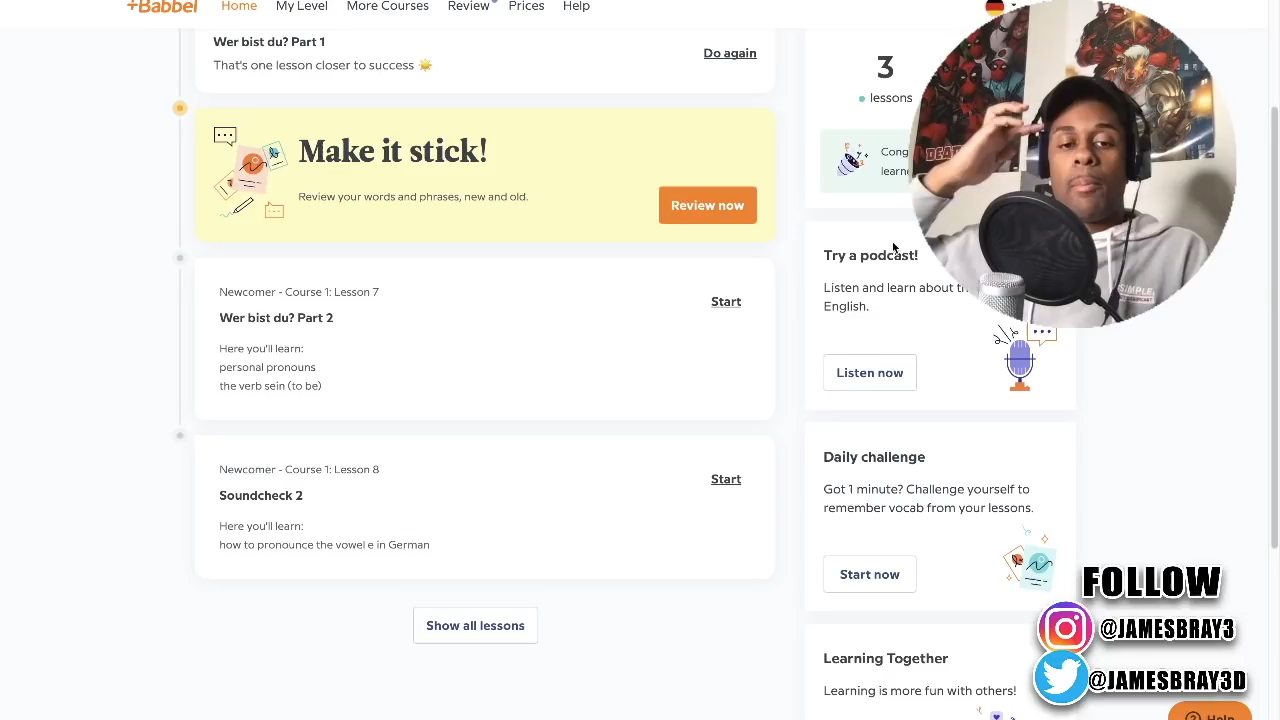 +Babbel
Home
My Level
More Courses
Review
Prices
Help
Wer bist du? Part 1
That's one lesson closer to success
Do again
Make it stick!
Review your words and phrases, new and old.
Review now
Newcomer - Course 1: Lesson 7
Wer bist du? Part 2
Start
Here you'll learn:
personal pronouns
the verb sein (to be)
Newcomer - Course 1: Lesson 8
Soundcheck 2
Start
Here you'll learn:
how to pronounce the vowel e in German
Show all lessons
3
lessons
Try a podcast!
Listen and learn about
English.
Listen now
Daily challenge
Got 1 minute? Challenge yourself to
remember vocab from your lessons.
Start now
Learning Together
Learning is more fun with others!
SIMPLE.
FOLLOW
@JAMESBRAY3
@JAMESBRAY3D
Help